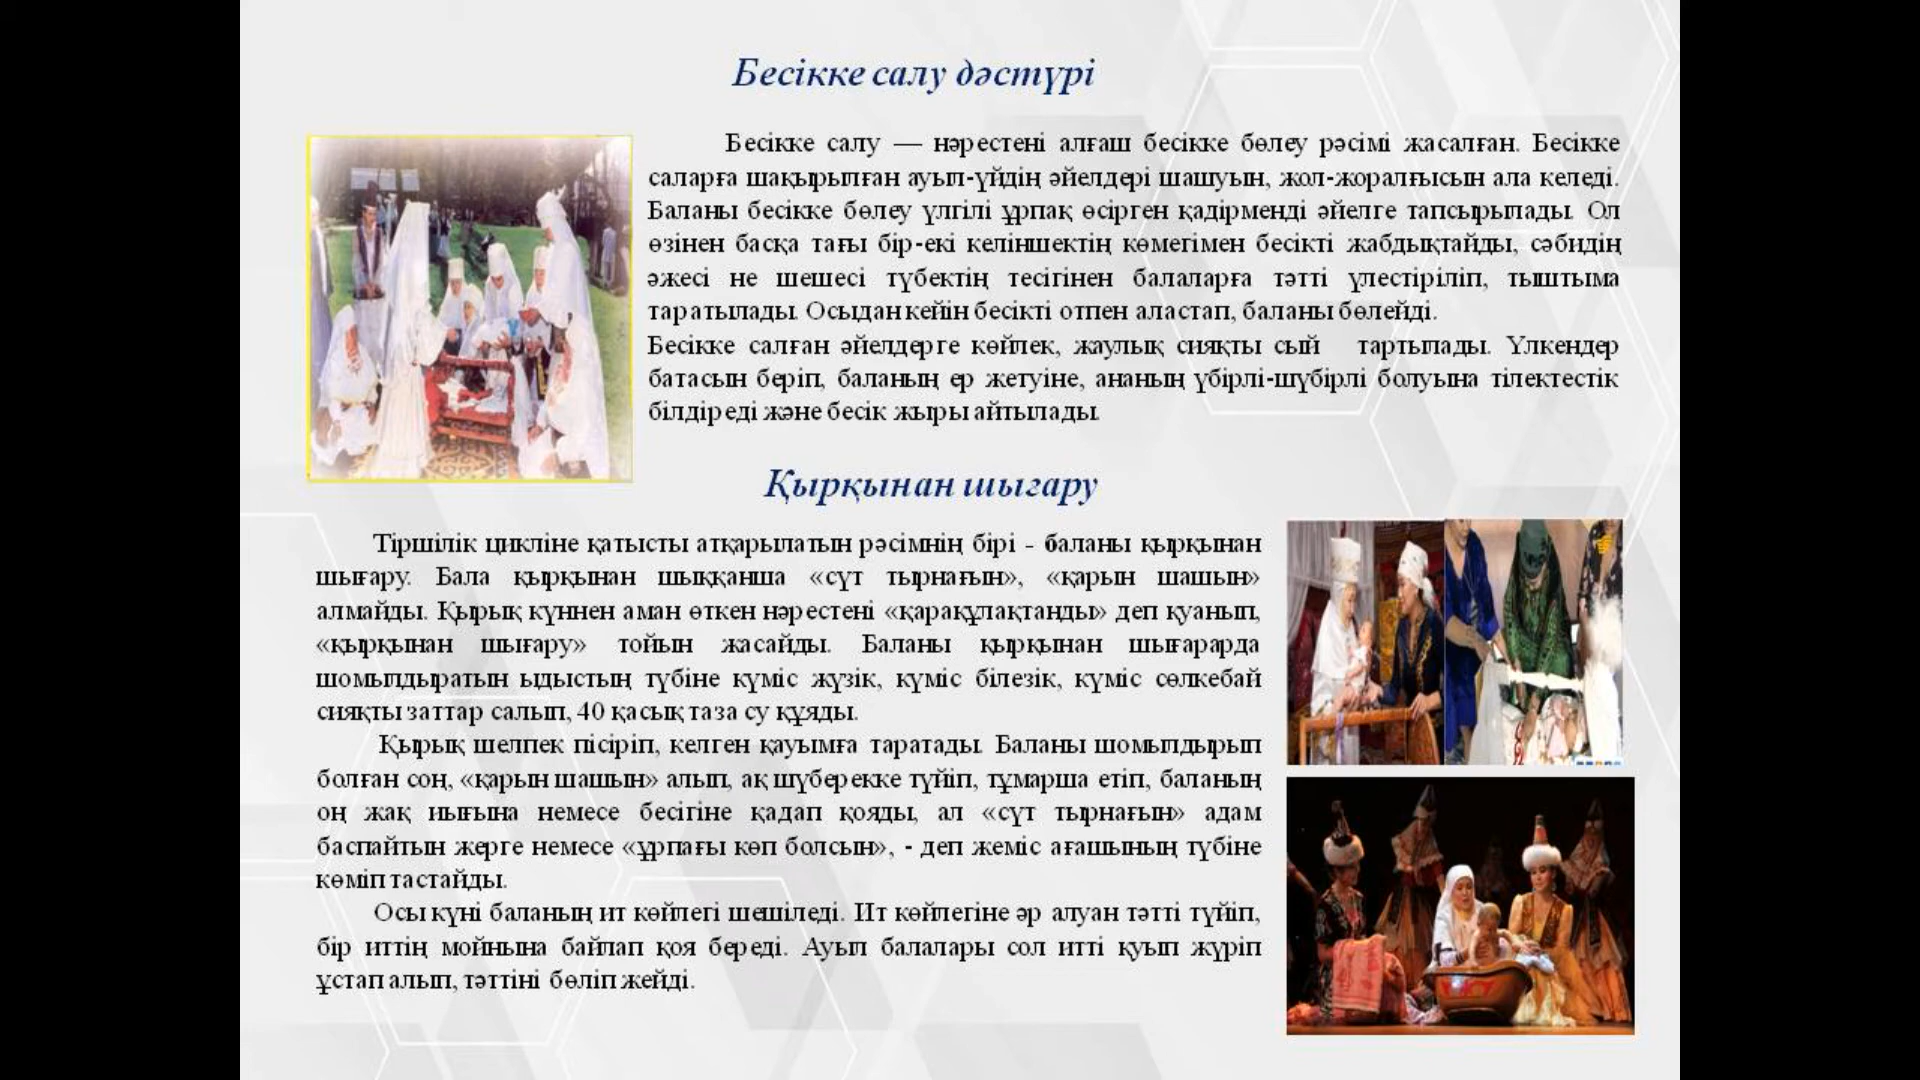 Бесікке салу дәстүрі
Бесікке салу — нәрестені алғаш бесікке бөлеу рәсімі жасалған. Бесікке
саларға шақырылған ауыл-үйдің әйелдері шашуын, жол-жоралғысын ала келеді.
Баланы бесікке бөлеу үлгілі ұрпақ өсірген қадірменді әйелге тапсырылады. Ол
өзінен басқа тағы бір-екі келіншектің көмегімен бесікті жабдықтайды, сәбидің
әжесі не шешесі түбектің тесігінен балаларға тәтті үлестіріліп, тыштыма
таратылады. Осыдан кейін бесікті отпен аластап, баланы бөлейді.
Бесікке салған әйелдерге көйлек, жаулық сияқты сый тартылады. Үлкендер
батасын беріп, баланың ер жетуіне, ананың үбірлі-шүбірлі болуына тілектестік
білдіреді және бесік жыры айтылады.
Қырқынан шығару
Тіршілік цикліне қатысты атқарылатын рәсімнің бірі - баланы қырқынан
шығару. Бала қырқынан шыққанша «сүт тырнағын», «қарын шашын»
алмайды. Қырық күннен аман өткен нәрестені «қарақұлақтанды» деп қуанып,
«қырқынан шығару» тойын жасайды. Баланы қырқынан шығарарда
шомылдыратын ыдыстың түбіне күміс жүзік, күміс білезік, күміс сөлкебай
сияқты заттар салып, 40 қасық таза су құяды.
Қырық шелпек пісіріп, келген қауымға таратады. Баланы шомылдырып
болған соң, «қарын шашын» алып, ақ шүберекке түйіп, тұмарша етіп, баланың
оң жақ иығына немесе бесігіне қадап қояды, ал «сүт тырнағын» адам
баспайтын жерге немесе «ұрпағы көп болсын», - деп жеміс ағашының түбіне
көміп тастайды.
Осы күні баланың ит көйлегі шешіледі. Ит көйлегіне әр алуан тәтті түйіп,
бір иттің мойнына байлап қоя береді. Ауыл балалары сол итті қуып жүріп
ұстап алып, тәттіні бөліп жейді.